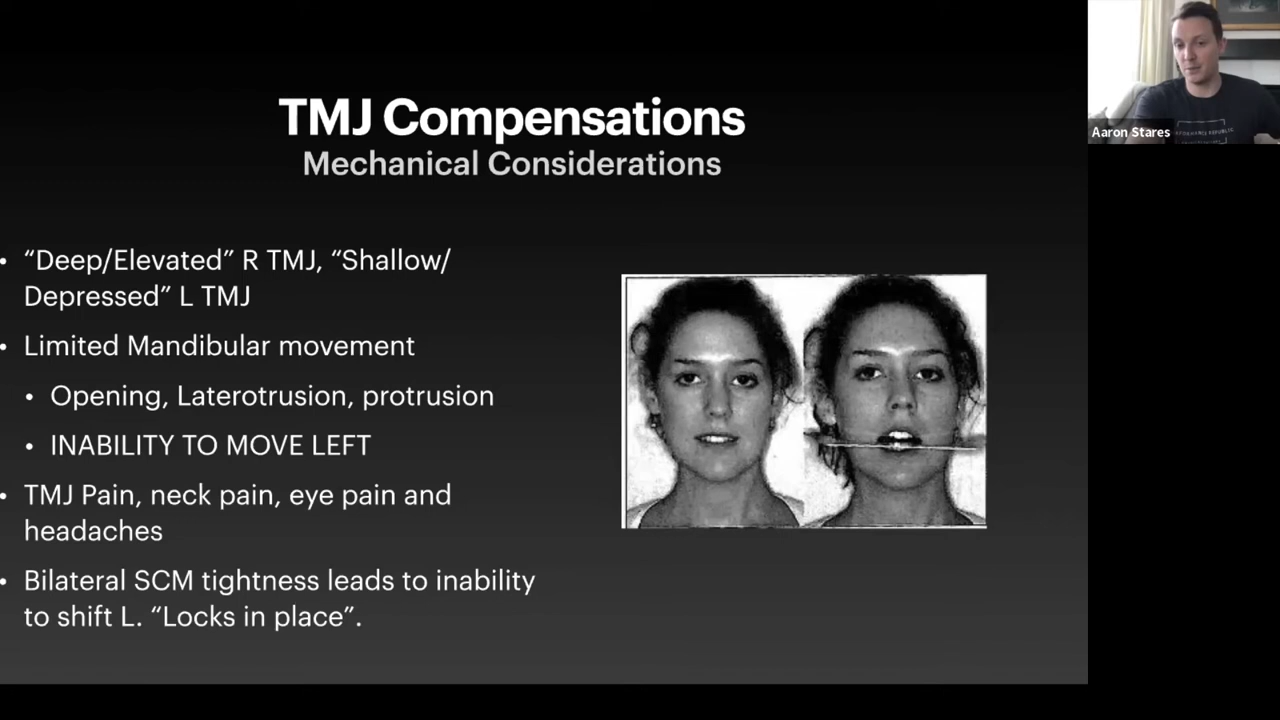 TMJ Compensations
Mechanical Considerations
• “Deep/Elevated” R TMJ, “Shallow/
Depressed” L TMJ
• Limited Mandibular movement
• Opening, Laterotrusion, protrusion
• INABILITY TO MOVE LEFT
• TMJ Pain, neck pain, eye pain and
headaches
• Bilateral SCM tightness leads to inability
to shift L. “Locks in place”.
Aaron Stares